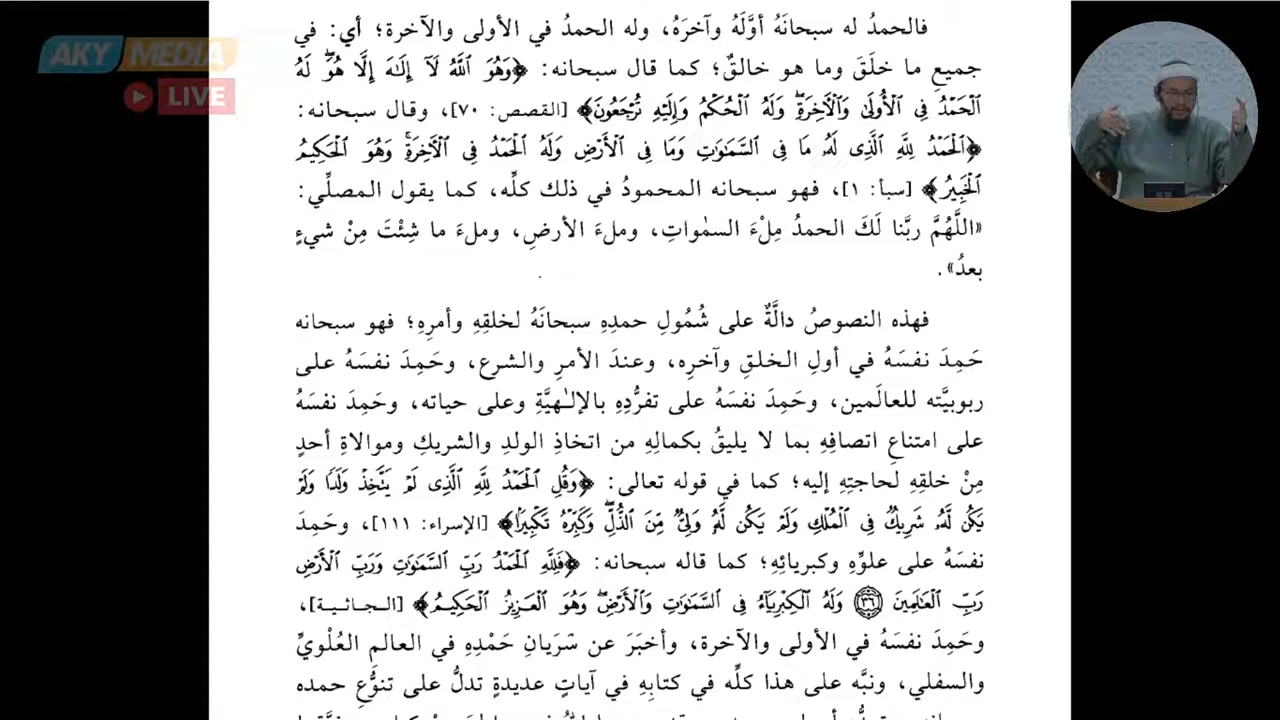 AKY MEDIA
LIVE
فالحمدُ له سبحانَهُ أوَّلَهُ وآخرَهُ، وله الحمدُ في الأولى والآخرة؛ أي: في
جميعِ ما خلَقَ وما هو خالقٌ؛ كما قال سبحانه: ﴿وَهُوَ ٱللَّهُ لَآ إِلَٰهَ إِلَّا هُوَۖ لَهُ
ٱلۡحَمۡدُ فِي ٱلۡأُولَىٰ وَٱلۡأٓخِرَةِۖ وَلَهُ ٱلۡحُكۡمُ وَإِلَيۡهِ تُرۡجَعُونَ﴾ [القصص: ٧٠]، وقال سبحانه:
﴿ٱلۡحَمۡدُ لِلَّهِ ٱلَّذِي لَهُۥ مَا فِي ٱلسَّمَٰوَٰتِ وَمَا فِي ٱلۡأَرۡضِ وَلَهُ ٱلۡحَمۡدُ فِي ٱلۡأٓخِرَةِۚ وَهُوَ ٱلۡحَكِيمُ
ٱلۡخَبِيرُ﴾ [سبأ: ١]، فهو سبحانه المحمودُ في ذلك كلِّه، كما يقول المصلِّي:
«اللَّهُمَّ ربَّنا لَكَ الحمدُ مِلْءَ السمٰواتِ، وملءَ الأرضِ، وملءَ ما شِئْتَ مِنْ شيءٍ
بعدُ».
فهذه النصوصُ دالَّةٌ على شُمُولِ حمدِهِ سبحانَهُ لخلقِهِ وأمرِهِ؛ فهو سبحانه
حَمِدَ نفسَهُ في أولِ الخلقِ وآخرِه، وعندَ الأمرِ والشرع، وحَمِدَ نفسَهُ على
ربوبيَّته للعالَمين، وحَمِدَ نفسَهُ على تفرُّدِهِ بالإلـٰهيَّةِ وعلى حياته، وحَمِدَ نفسَهُ
على امتناعِ اتصافِهِ بما لا يليقُ بكمالِهِ من اتخاذِ الولدِ والشريكِ وموالاةِ أحدٍ
مِنْ خلقِهِ لحاجتِهِ إليه؛ كما في قوله تعالى: ﴿وَقُلِ ٱلۡحَمۡدُ لِلَّهِ ٱلَّذِي لَمۡ يَتَّخِذۡ وَلَدٗا وَلَمۡ
يَكُن لَّهُۥ شَرِيكٞ فِي ٱلۡمُلۡكِ وَلَمۡ يَكُن لَّهُۥ وَلِيّٞ مِّنَ ٱلذُّلِّۖ وَكَبِّرۡهُ تَكۡبِيرَۢا﴾ [الإسراء: ١١١]، وحَمِدَ
نفسَهُ على علوِّهِ وكبريائِهِ؛ كما قاله سبحانه: ﴿فَلِلَّهِ ٱلۡحَمۡدُ رَبِّ ٱلسَّمَٰوَٰتِ وَرَبِّ ٱلۡأَرۡضِ
رَبِّ ٱلۡعَٰلَمِينَ ٣٦ وَلَهُ ٱلۡكِبۡرِيَآءُ فِي ٱلسَّمَٰوَٰتِ وَٱلۡأَرۡضِۖ وَهُوَ ٱلۡعَزِيزُ ٱلۡحَكِيمُ﴾ [الـجـاثـيـة]،
وحَمِدَ نفسَهُ في الأولى والآخرة، وأخبَرَ عن سَرَيانِ حَمْدِهِ في العالمِ العُلْويِّ
والسفلي، ونبَّه على هذا كلِّه في كتابِهِ في آياتٍ عديدةٍ تدلُّ على تنوُّعِ حمده